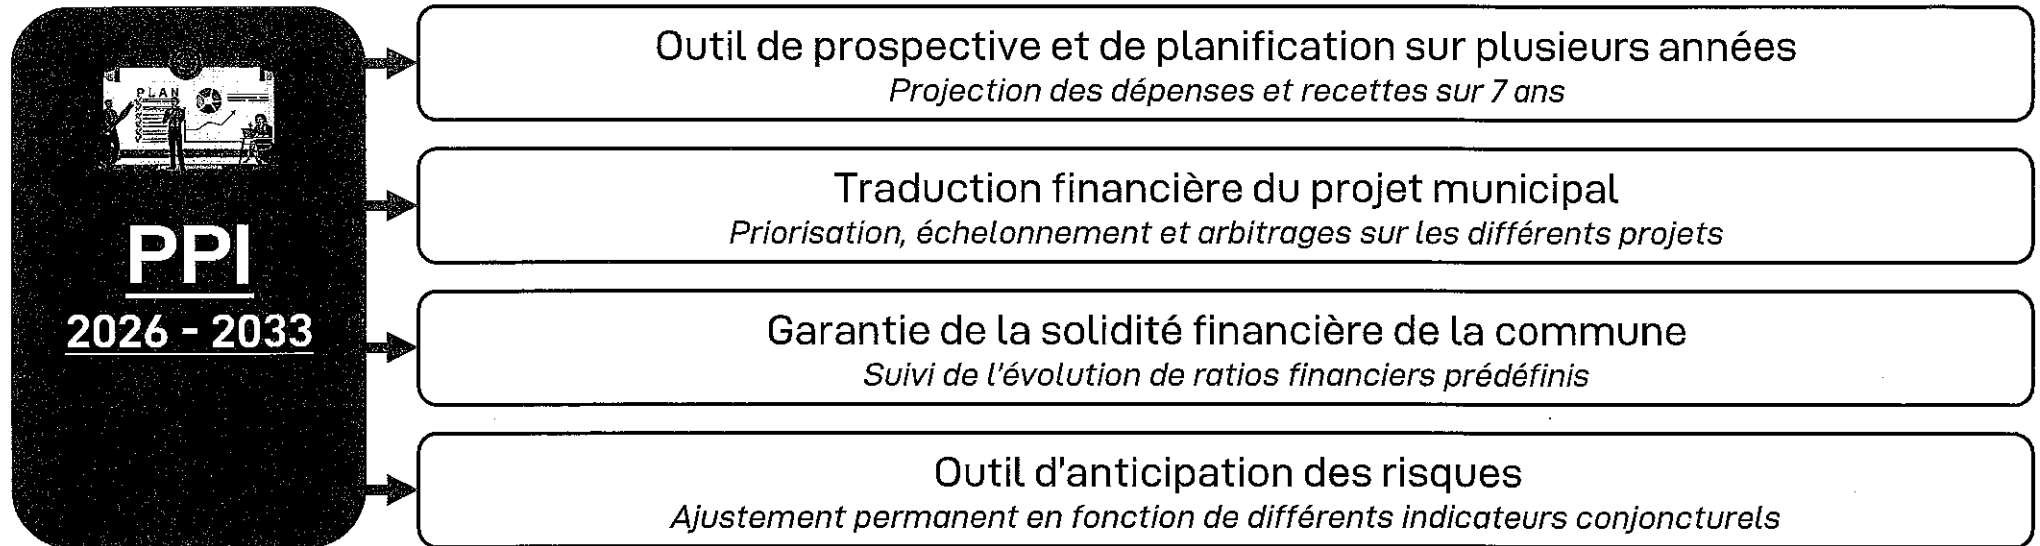 PLAN
PPI
2026 - 2033
Outil de prospective et de planification sur plusieurs années
Projection des dépenses et recettes sur 7 ans
Traduction financière du projet municipal
Priorisation, échelonnement et arbitrages sur les différents projets
Garantie de la solidité financière de la commune
Suivi de l'évolution de ratios financiers prédéfinis
Outil d'anticipation des risques
Ajustement permanent en fonction de différents indicateurs conjoncturels